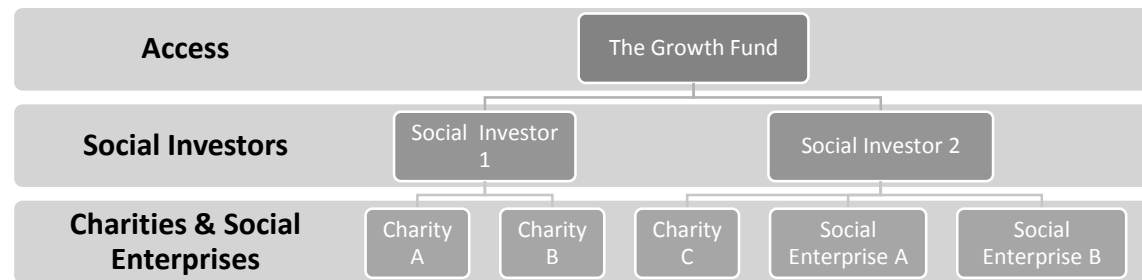 Access
The Growth Fund
Social Investors
Social Investor
1
Social Investor 2
Charities & Social
Enterprises
Charity
A
Charity
B
Charity
C
Social
Enterprise A
Social
Enterprise B